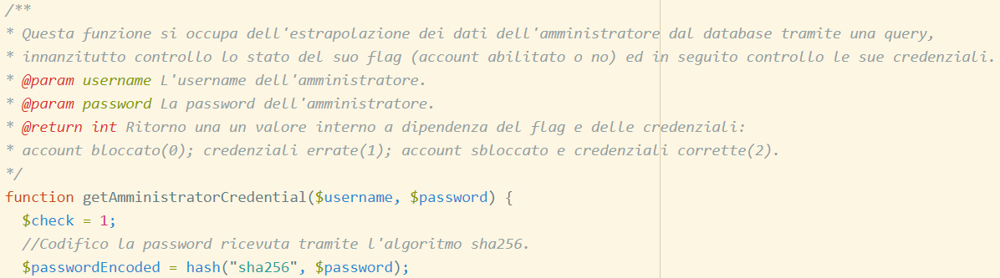 /**
* Questa funzione si occupa dell'estrapolazione dei dati dell'amministratore dal database tramite una query,
* innanzitutto controllo lo stato del suo flag (account abilitato o no) ed in seguito controllo le sue credenziali.
* @param username L'username dell'amministratore.
* @param password La password dell'amministratore.
* @return int Ritorno una un valore interno a dipendenza del flag e delle credenziali:
* account bloccato(0); credenziali errate(1); account sbloccato e credenziali corrette(2).
*/
function getAmministratorCredential($username, $password) {
  $check = 1;
  //Codifico la password ricevuta tramite l'algoritmo sha256.
  $passwordEncoded = hash("sha256", $password);